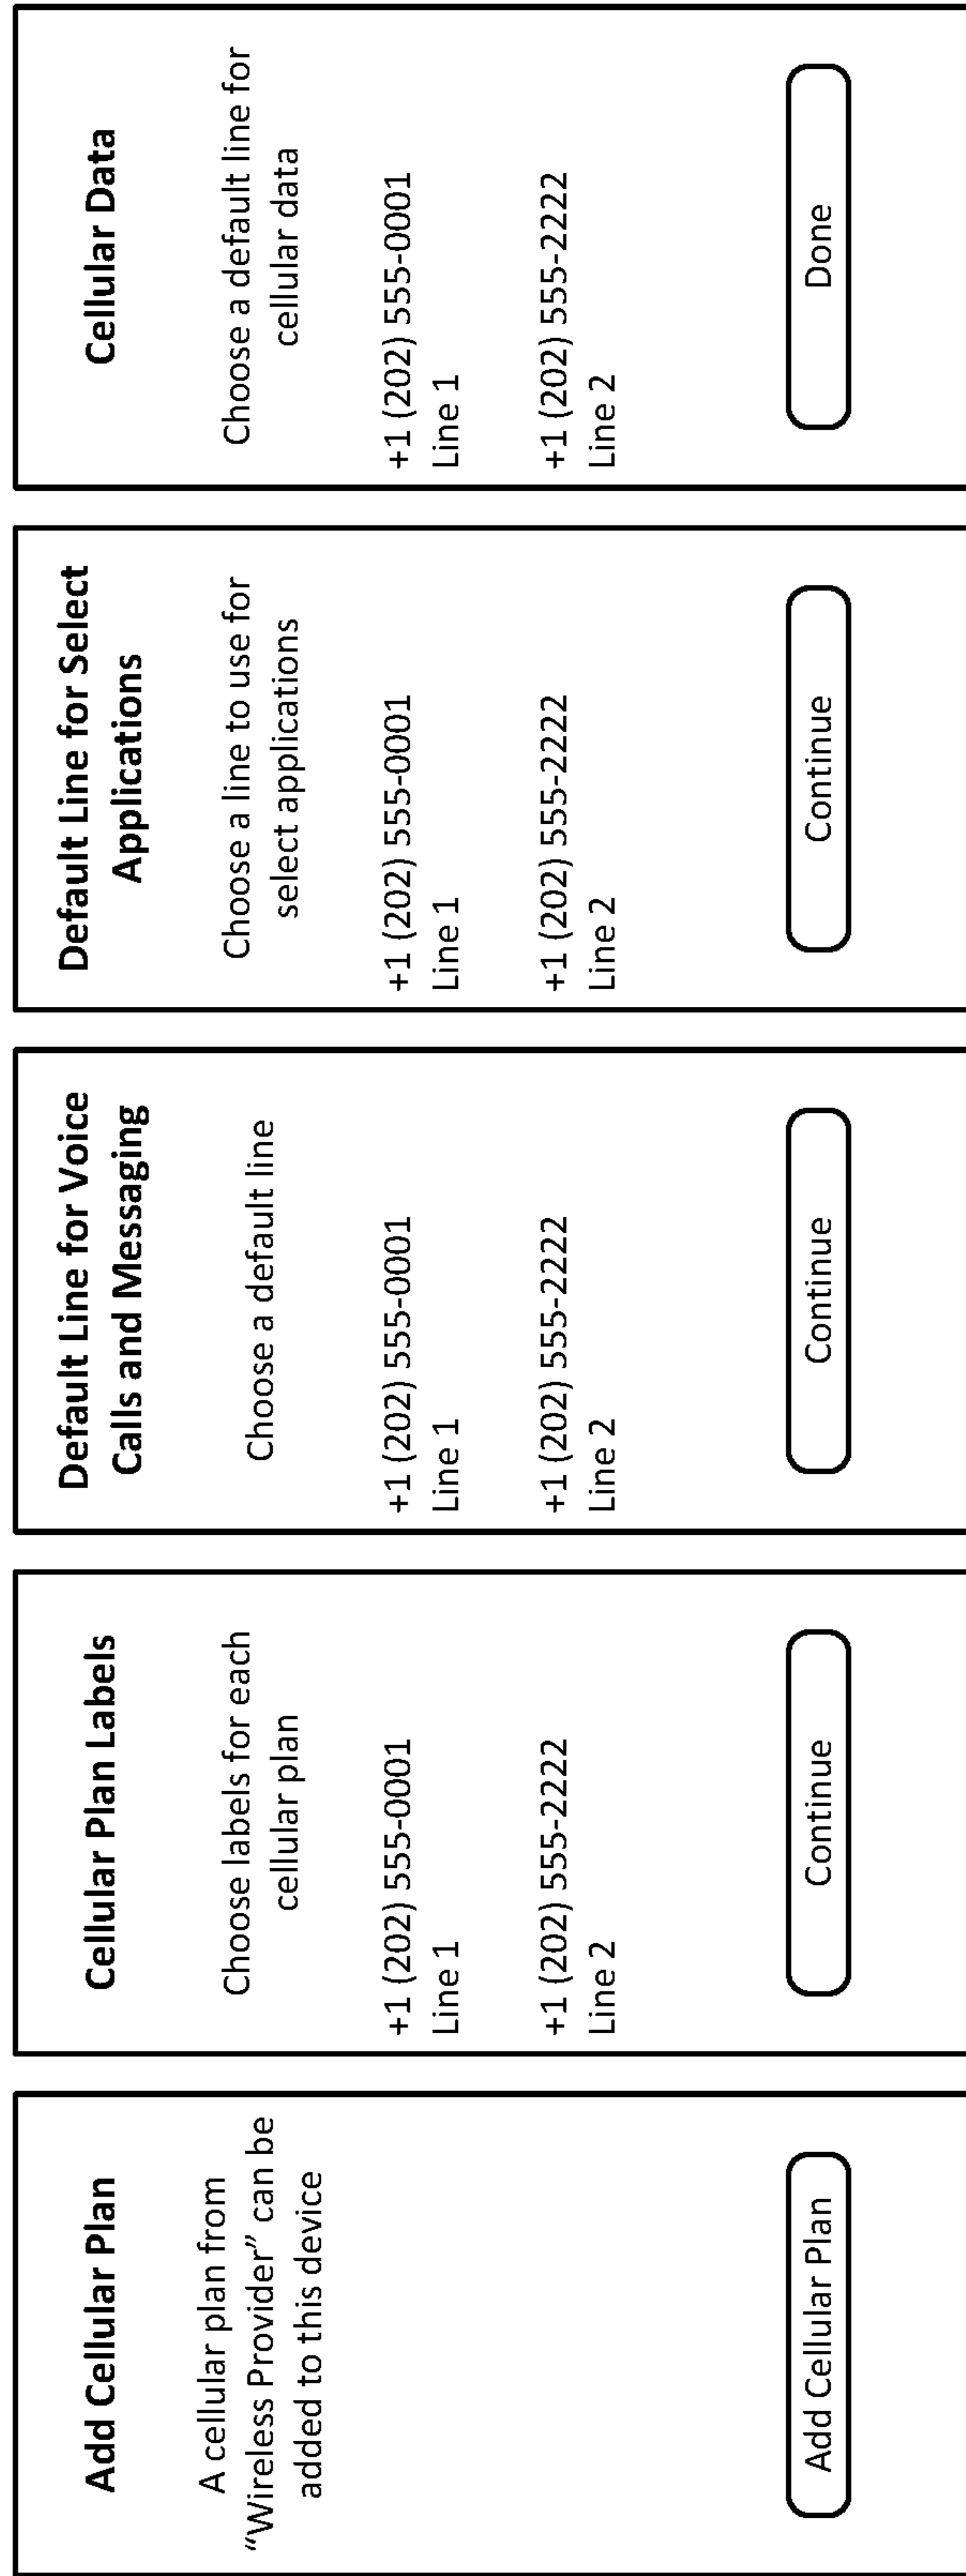 Add Cellular Plan
A cellular plan from
“Wireless Provider” can be
added to this device
Add Cellular Plan
Cellular Plan Labels
Choose labels for each
cellular plan
+1 (202) 555-0001
Line 1
+1 (202) 555-2222
Line 2
Continue
Default Line for Voice
Calls and Messaging
Choose a default line
+1 (202) 555-0001
Line 1
+1 (202) 555-2222
Line 2
Continue
Default Line for Select
Applications
Choose a line to use for
select applications
+1 (202) 555-0001
Line 1
+1 (202) 555-2222
Line 2
Continue
Cellular Data
Choose a default line for
cellular data
+1 (202) 555-0001
Line 1
+1 (202) 555-2222
Line 2
Done